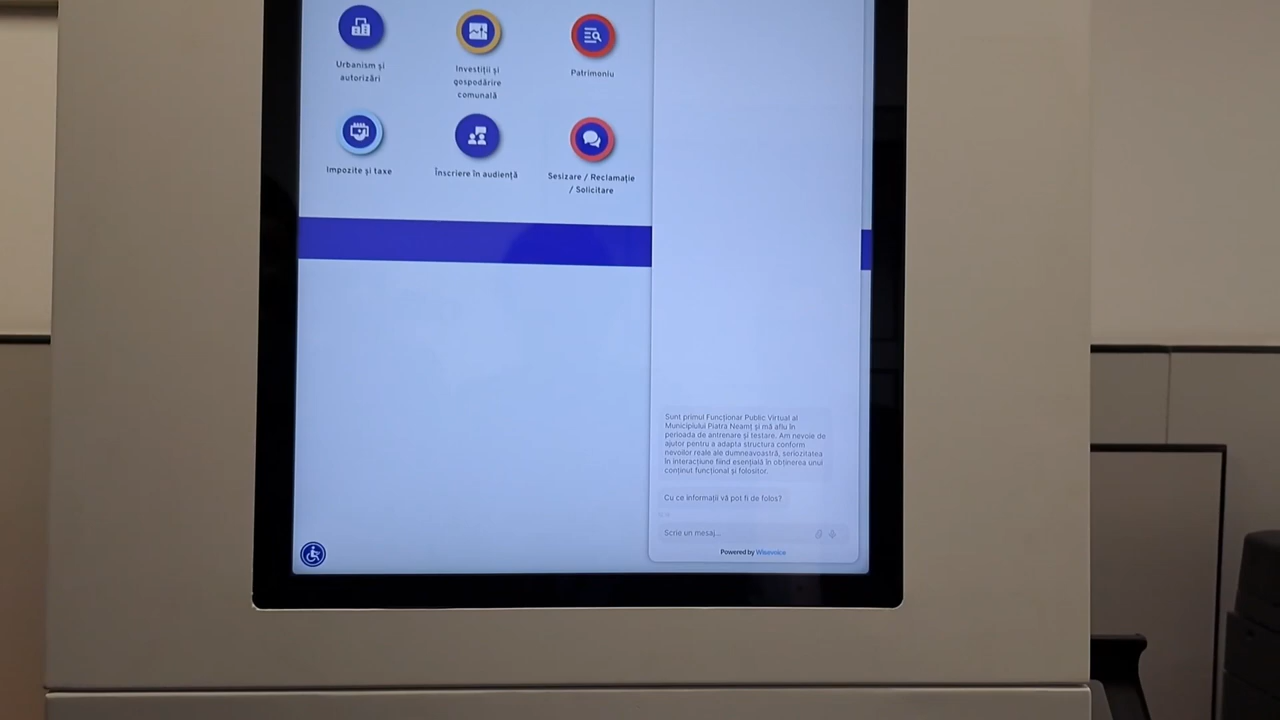 Urbanism și
autorizări
Investiții și
gospodărire
comunală
Patrimoniu
Impozite și taxe
Înscriere în audiență
Sesizare / Reclamație
/ Solicitare
Sunt primul Funcționar Public Virtual al
Municipiului Piatra Neamț și mă aflu în
perioada de antrenare și testare. Am nevoie de
ajutor pentru a adapta structura conform
nevoilor reale ale dumneavoastră, seriozitatea
în interacțiune fiind esențială în obținerea unui
conținut funcțional și folositor.
Cu ce informații vă pot fi de folos?
Scrie un mesaj...
Powered by Wisevoice